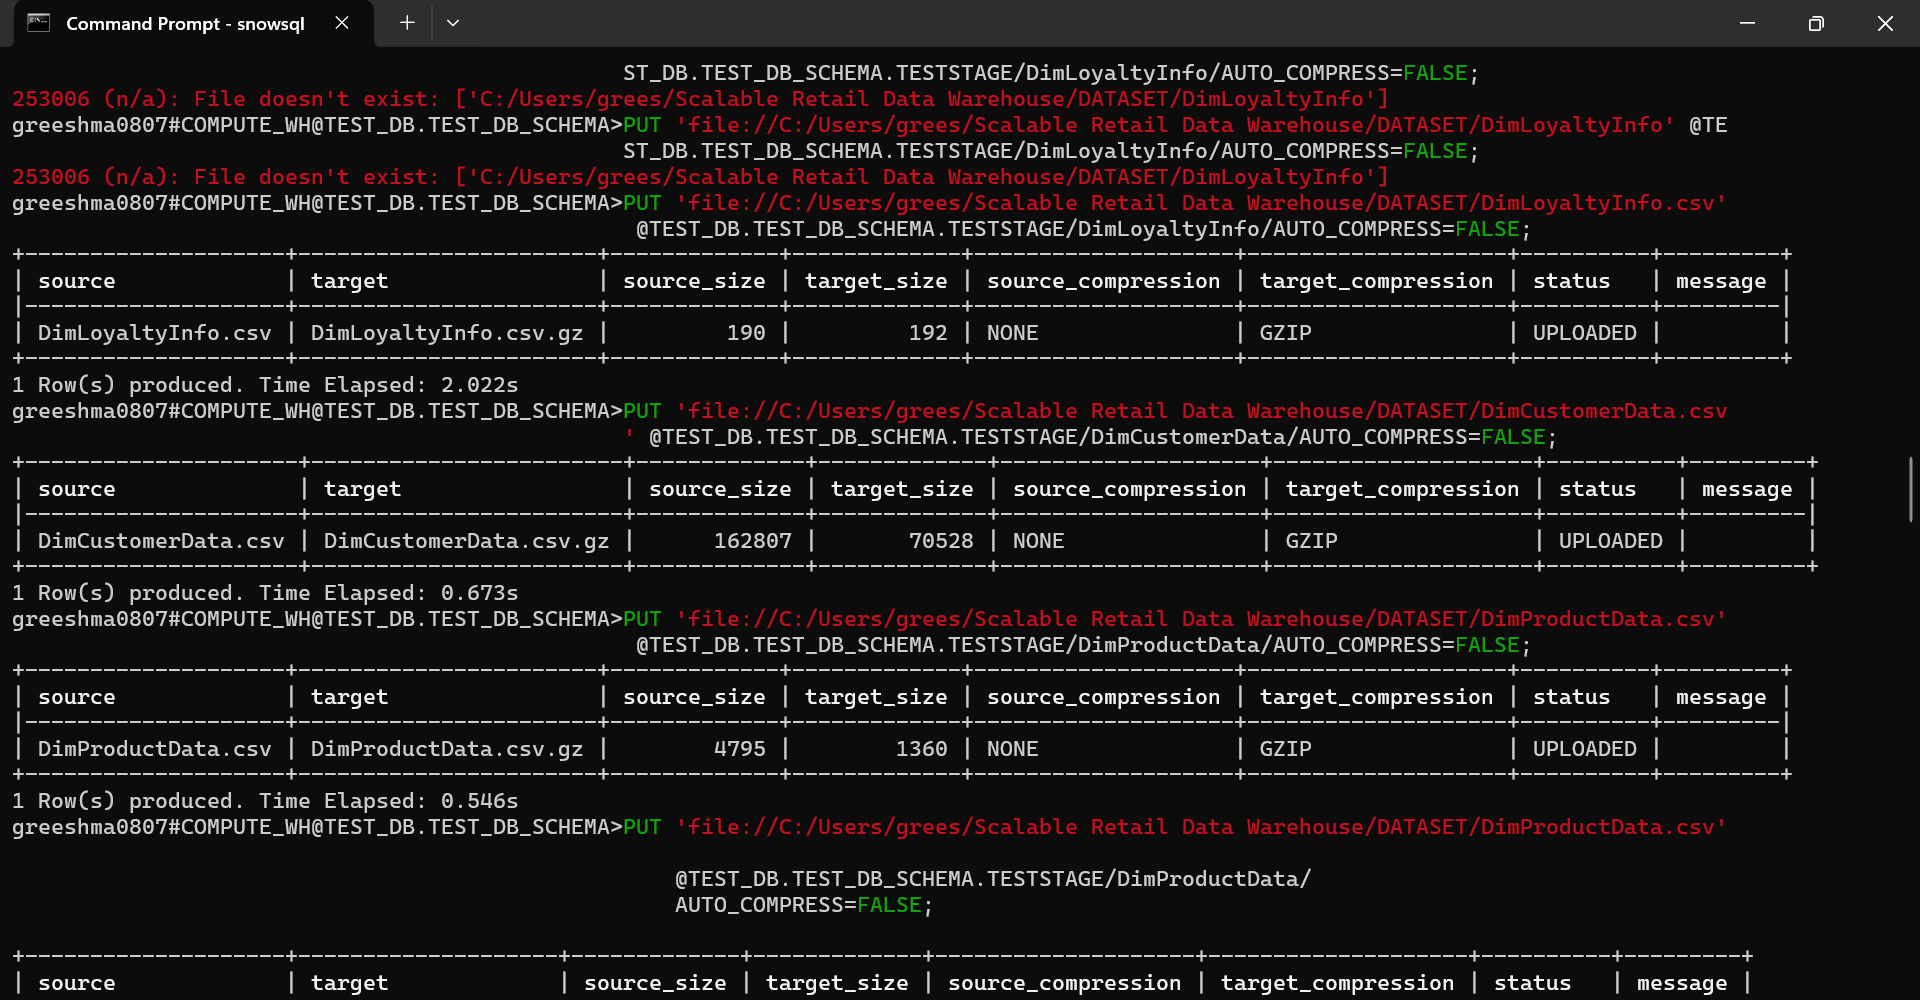 Command Prompt - snowsql
ST_DB.TEST_DB_SCHEMA.TESTSTAGE/DimLoyaltyInfo/AUTO_COMPRESS=FALSE;
253006 (n/a): File doesn't exist: ['C:/Users/grees/Scalable Retail Data Warehouse/DATASET/DimLoyaltyInfo']
greeshma0807#COMPUTE_WH@TEST_DB.TEST_DB_SCHEMA>PUT 'file://C:/Users/grees/Scalable Retail Data Warehouse/DATASET/DimLoyaltyInfo' @TE
ST_DB.TEST_DB_SCHEMA.TESTSTAGE/DimLoyaltyInfo/AUTO_COMPRESS=FALSE;
253006 (n/a): File doesn't exist: ['C:/Users/grees/Scalable Retail Data Warehouse/DATASET/DimLoyaltyInfo']
greeshma0807#COMPUTE_WH@TEST_DB.TEST_DB_SCHEMA>PUT 'file://C:/Users/grees/Scalable Retail Data Warehouse/DATASET/DimLoyaltyInfo.csv'
@TEST_DB.TEST_DB_SCHEMA.TESTSTAGE/DimLoyaltyInfo/AUTO_COMPRESS=FALSE;
| source | target | source_size | target_size | source_compression | target_compression | status | message |
| DimLoyaltyInfo.csv | DimLoyaltyInfo.csv.gz | 190 | 192 | NONE | GZIP | UPLOADED | |
1 Row(s) produced. Time Elapsed: 2.022s
greeshma0807#COMPUTE_WH@TEST_DB.TEST_DB_SCHEMA>PUT 'file://C:/Users/grees/Scalable Retail Data Warehouse/DATASET/DimCustomerData.csv
' @TEST_DB.TEST_DB_SCHEMA.TESTSTAGE/DimCustomerData/AUTO_COMPRESS=FALSE;
| source | target | source_size | target_size | source_compression | target_compression | status | message |
| DimCustomerData.csv | DimCustomerData.csv.gz | 162807 | 70528 | NONE | GZIP | UPLOADED | |
1 Row(s) produced. Time Elapsed: 0.673s
greeshma0807#COMPUTE_WH@TEST_DB.TEST_DB_SCHEMA>PUT 'file://C:/Users/grees/Scalable Retail Data Warehouse/DATASET/DimProductData.csv'
@TEST_DB.TEST_DB_SCHEMA.TESTSTAGE/DimProductData/AUTO_COMPRESS=FALSE;
| source | target | source_size | target_size | source_compression | target_compression | status | message |
| DimProductData.csv | DimProductData.csv.gz | 4795 | 1360 | NONE | GZIP | UPLOADED | |
1 Row(s) produced. Time Elapsed: 0.546s
greeshma0807#COMPUTE_WH@TEST_DB.TEST_DB_SCHEMA>PUT 'file://C:/Users/grees/Scalable Retail Data Warehouse/DATASET/DimProductData.csv'
@TEST_DB.TEST_DB_SCHEMA.TESTSTAGE/DimProductData/
AUTO_COMPRESS=FALSE;
| source | target | source_size | target_size | source_compression | target_compression | status | message |